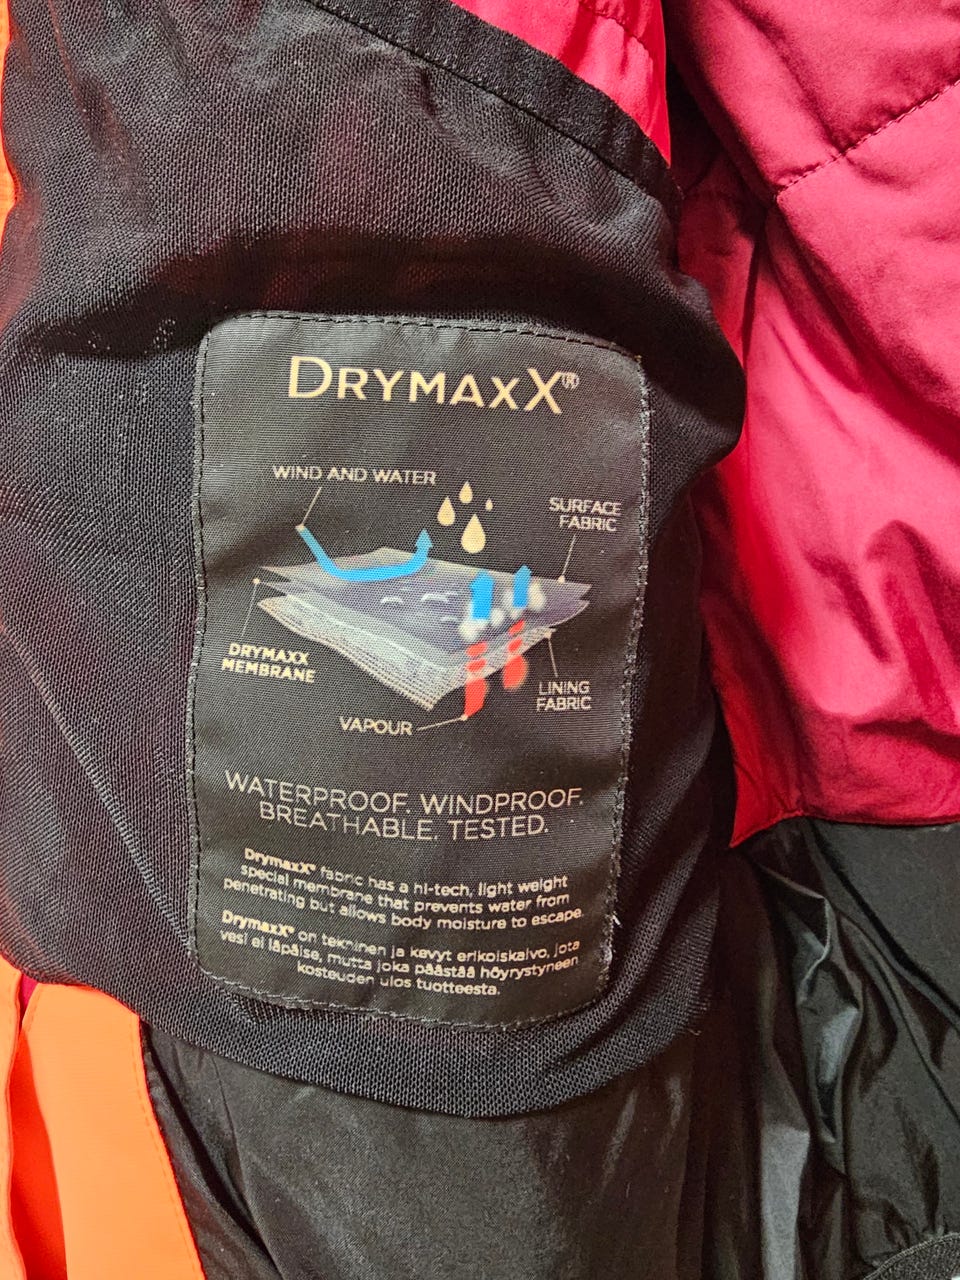 DRYMAXX®
WIND AND WATER
SURFACE
FABRIC
DRYMAXX
MEMBRANE
LINING
FABRIC
VAPOUR
WATERPROOF. WINDPROOF.
BREATHABLE. TESTED.
DrymaxX® fabric has a hi-tech, light weight
special membrane that prevents water from
penetrating but allows body moisture to escape.
DrymaxX® on tekninen ja kevyt erikoiskalvo, jota
vesi ei läpäise, mutta joka päästää höyrystyneen
kosteuden ulos tuotteesta.